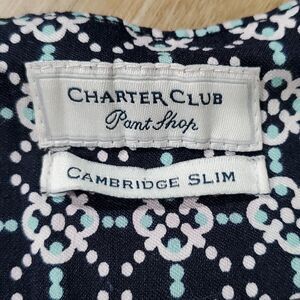 CHARTER CLUB
Pant Shop
CAMBRIDGE SLIM